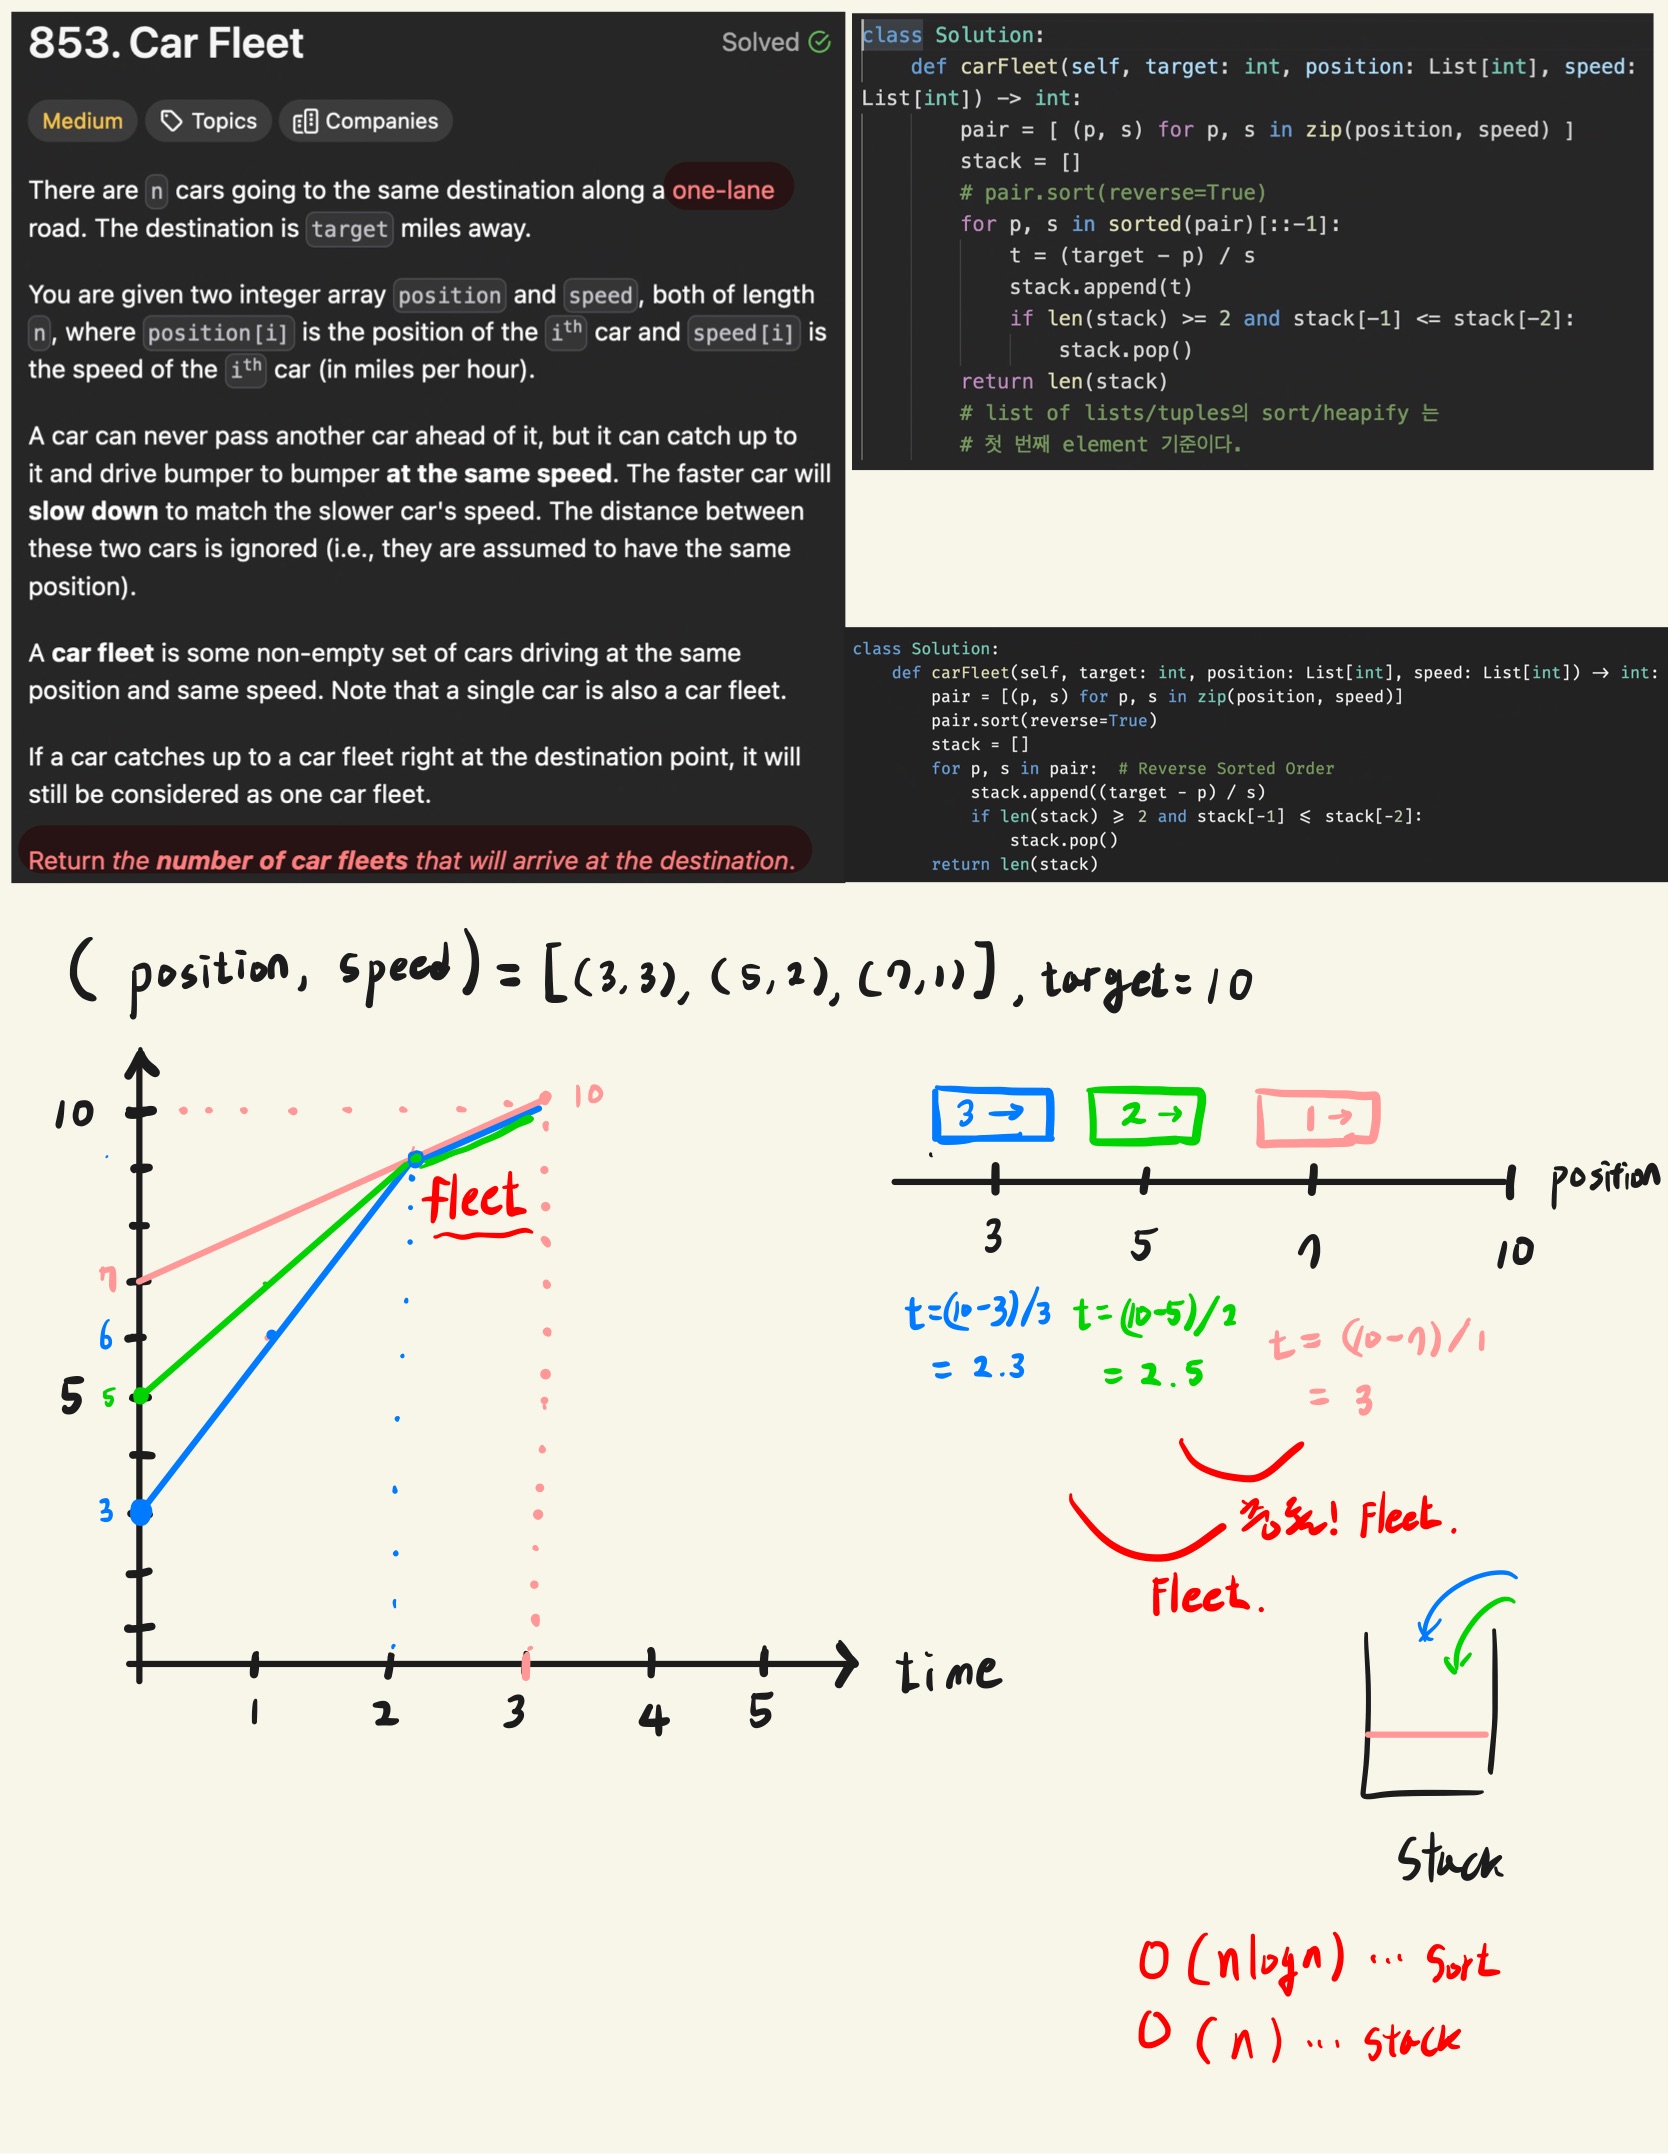 853. Car Fleet
Solved
Medium
Topics
Companies
There are n cars going to the same destination along a one-lane
road. The destination is target miles away.
You are given two integer array position and speed, both of length
n, where position[i] is the position of the ith car and speed[i] is
the speed of the ith car (in miles per hour).
A car can never pass another car ahead of it, but it can catch up to
it and drive bumper to bumper at the same speed. The faster car will
slow down to match the slower car's speed. The distance between
these two cars is ignored (i.e., they are assumed to have the same
position).
A car fleet is some non-empty set of cars driving at the same
position and same speed. Note that a single car is also a car fleet.
If a car catches up to a car fleet right at the destination point, it will
still be considered as one car fleet.
Return the number of car fleets that will arrive at the destination.
class Solution:
def carFleet(self, target: int, position: List[int], speed:
List[int]) -> int:
pair = [ (p, s) for p, s in zip(position, speed) ]
stack = []
# pair.sort(reverse=True)
for p, s in sorted(pair)[::-1]:
t = (target - p) / s
stack.append(t)
if len(stack) >= 2 and stack[-1] <= stack[-2]:
stack.pop()
return len(stack)
# list of lists/tuples의 sort/heapify 는
# 첫 번째 element 기준이다.
class Solution:
def carFleet(self, target: int, position: List[int], speed: List[int]) → int:
pair = [(p, s) for p, s in zip(position, speed)]
pair.sort(reverse=True)
stack = []
for p, s in pair: # Reverse Sorted Order
stack.append((target - p) / s)
if len(stack) ⩾ 2 and stack[-1] ⩽ stack[-2]:
stack.pop()
return len(stack)
(position, speed) = [(3,3), (5,2), (7,1)], target=10
10
10
fleet
7
6
5 5
3
1 2 3 4 5 time
3 → 2 → 1 →
position
3 5 7 10
t=(10-3)/3
= 2.3
t=(10-5)/2
= 2.5
t= (10-7)/1
= 3
충돌! Fleet.
Fleet.
Stack
O(nlogn) ... Sort
O(n) ... stack